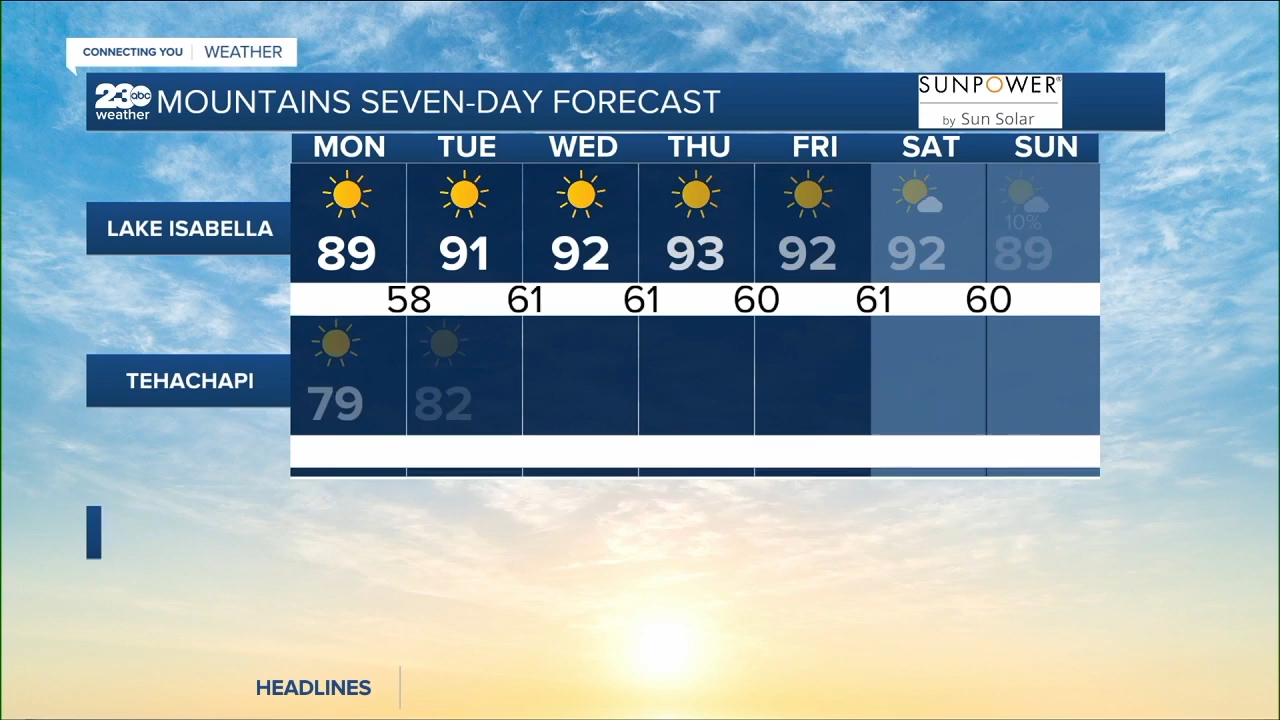 CONNECTING YOU | WEATHER
23 abc
weather
MOUNTAINS SEVEN-DAY FORECAST
SUNPOWER®
by Sun Solar
MON TUE WED THU FRI SAT SUN
LAKE ISABELLA
10%
89 91 92 93 92 92 89
58 61 61 60 61 60
TEHACHAPI
79 82
HEADLINES